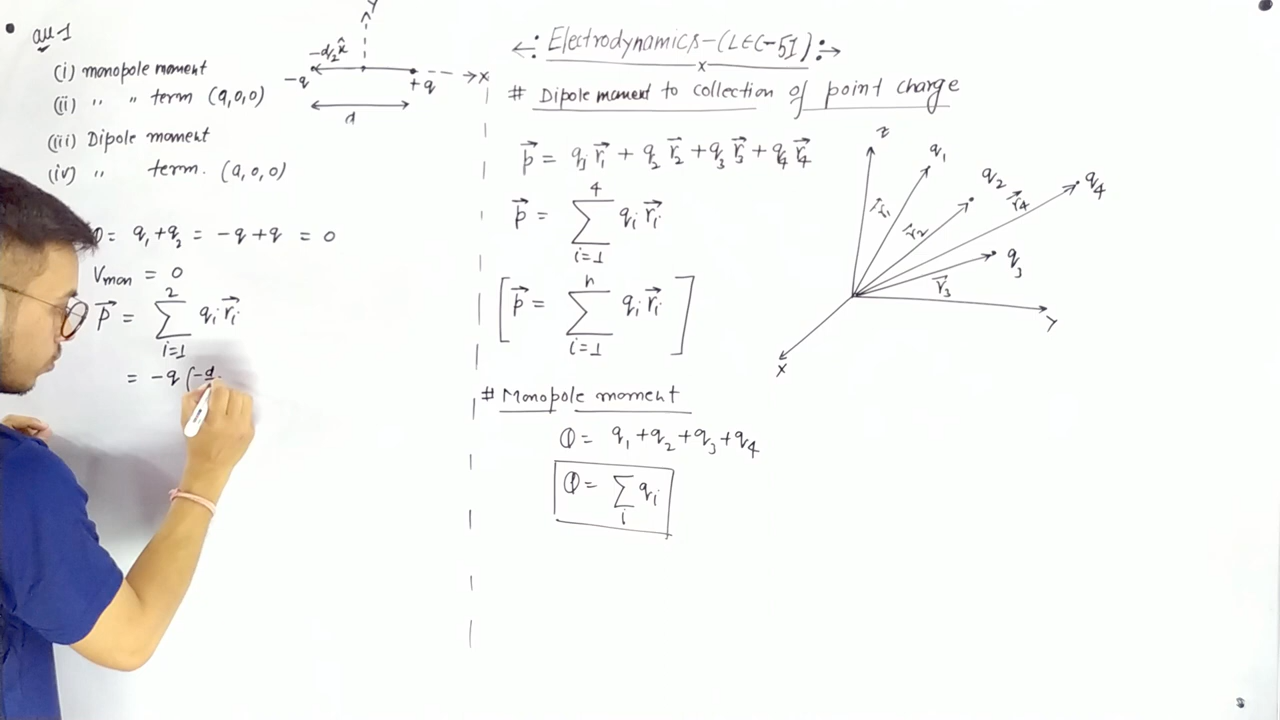 que-1
(i) monopole moment
(ii) " " term (a,0,0)
(iii) Dipole moment
(iv) " term. (a,0,0)
Y
-d/2 x̂
-q
+q
X
d
Q = q₁+q₂ = -q+q = 0
Vmon = 0
p⃗ = 2 ∑ i=1 qᵢ r⃗ᵢ
= -q (-d
Electrodynamics-(LEC-51)
x
# Dipole moment to collection of point charge
p⃗ = q₁r⃗₁ + q₂r⃗₂ + q₃r⃗₃ + q₄r⃗₄
p⃗ = 4 ∑ i=1 qᵢ r⃗ᵢ
[p⃗ = n ∑ i=1 qᵢ r⃗ᵢ]
# Monopole moment
Q = q₁+q₂+q₃+q₄
Q = ∑ i qᵢ
z
q₁
q₂
q₄
r⃗₄
r⃗₁
r⃗₂
q₃
r⃗₃
Y
X